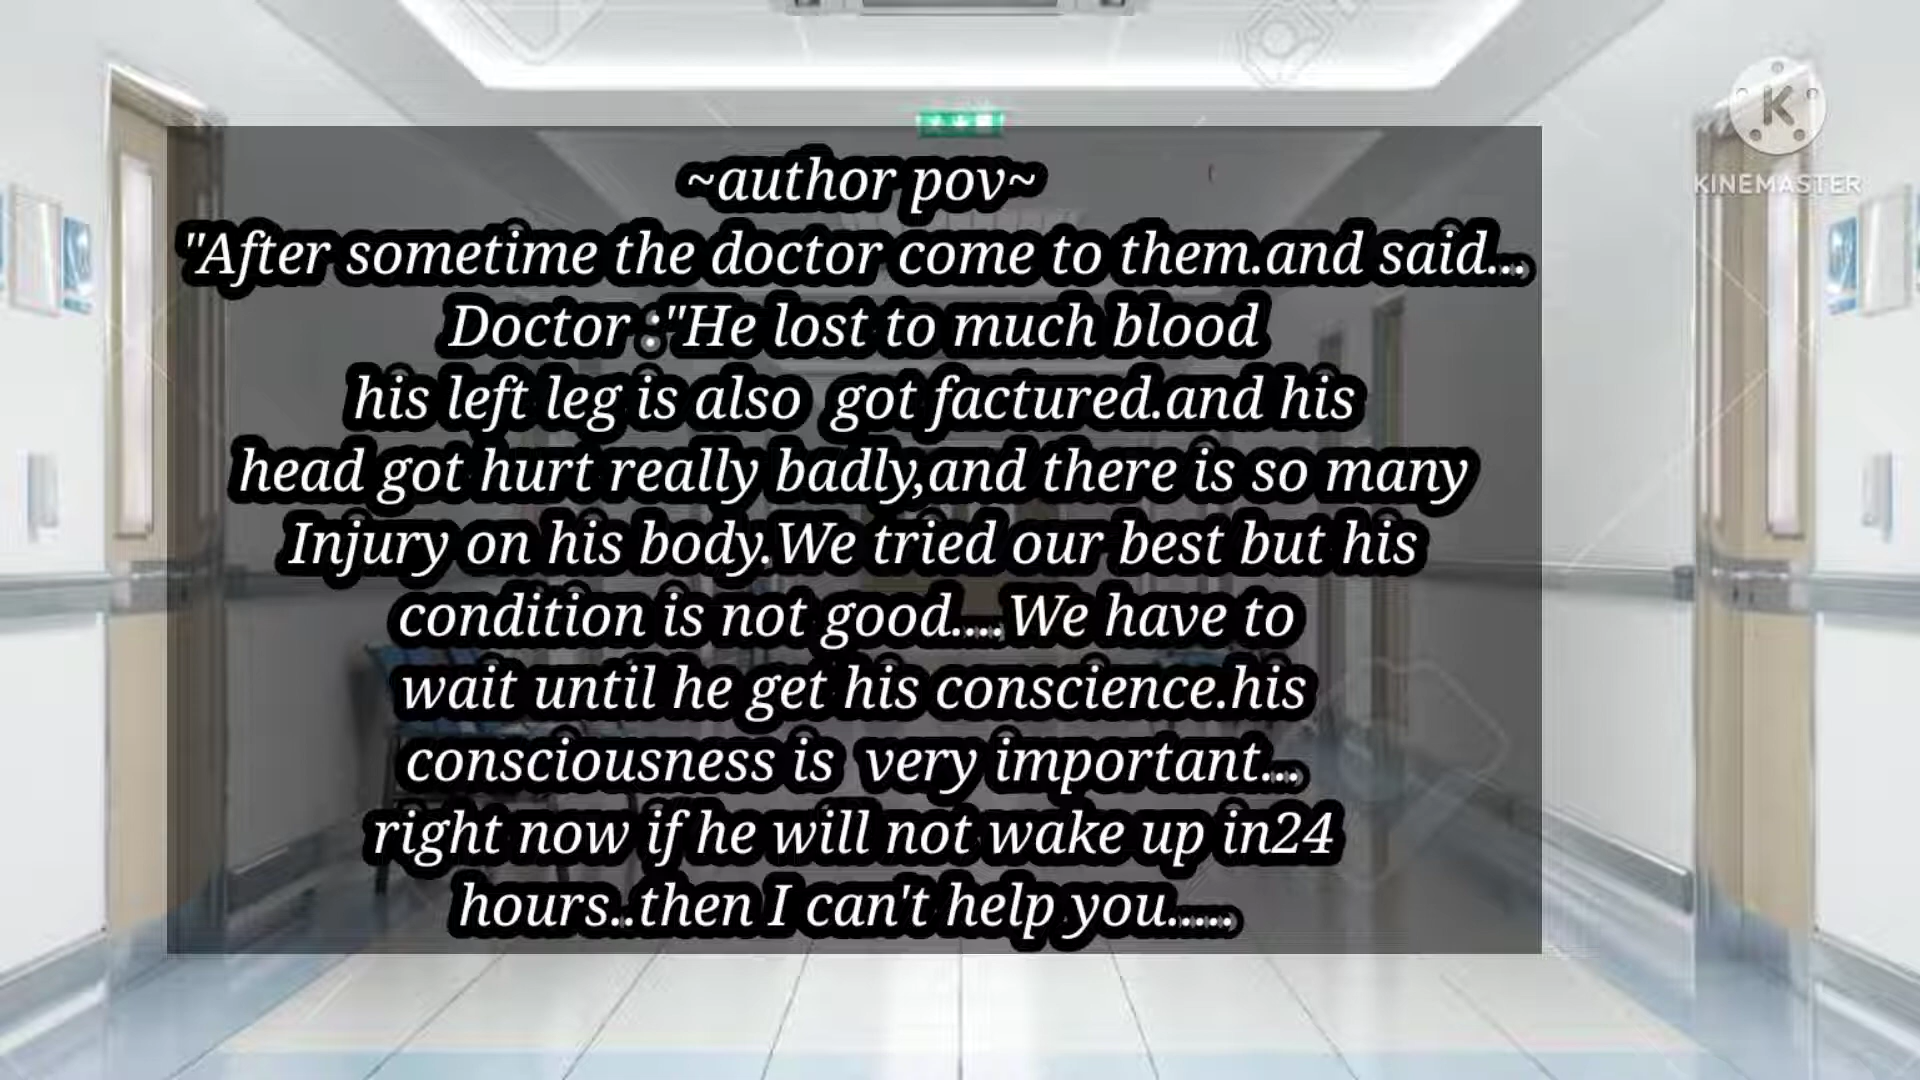 ~author pov~
"After sometime the doctor come to them.and said...
Doctor :"He lost to much blood
his left leg is also  got factured.and his
head got hurt really badly,and there is so many
Injury on his body.We tried our best but his
condition is not good....We have to
wait until he get his conscience.his
consciousness is  very important...
right now if he will not wake up in24
hours..then I can't help you.....
KINEMASTER